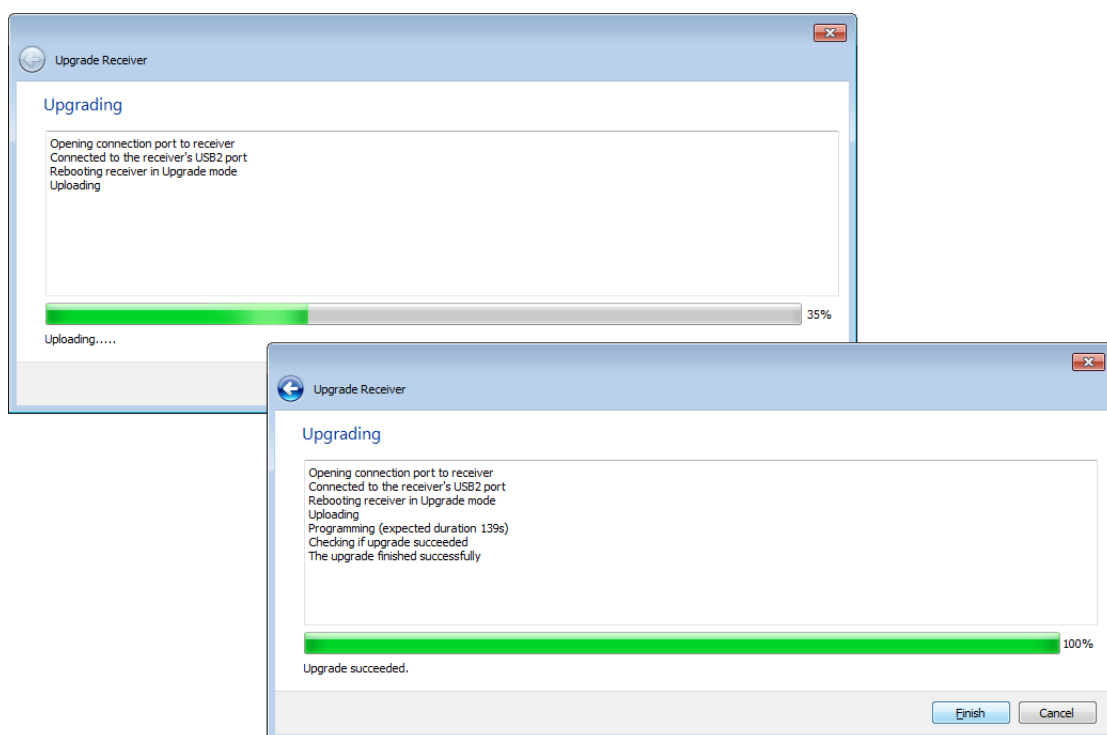 Upgrade Receiver
Upgrading
Opening connection port to receiver
Connected to the receiver's USB2 port
Rebooting receiver in Upgrade mode
Uploading
35%
Uploading.....
Upgrade Receiver
Upgrading
Opening connection port to receiver
Connected to the receiver's USB2 port
Rebooting receiver in Upgrade mode
Uploading
Programming (expected duration 139s)
Checking if upgrade succeeded
The upgrade finished successfully
100%
Upgrade succeeded.
Finish Cancel